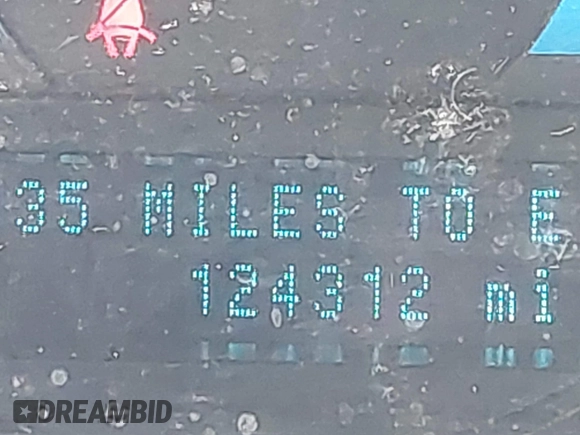 35 MILES TO E
124312 mi
DREAMBID